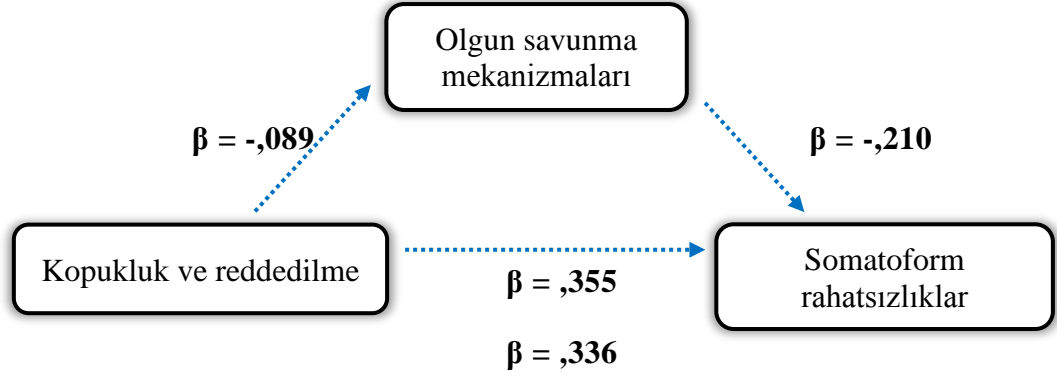 Olgun savunma
mekanizmaları
β = -,089
β = -,210
Kopukluk ve reddedilme
Somatoform
rahatsızlıklar
β = ,355
β = ,336